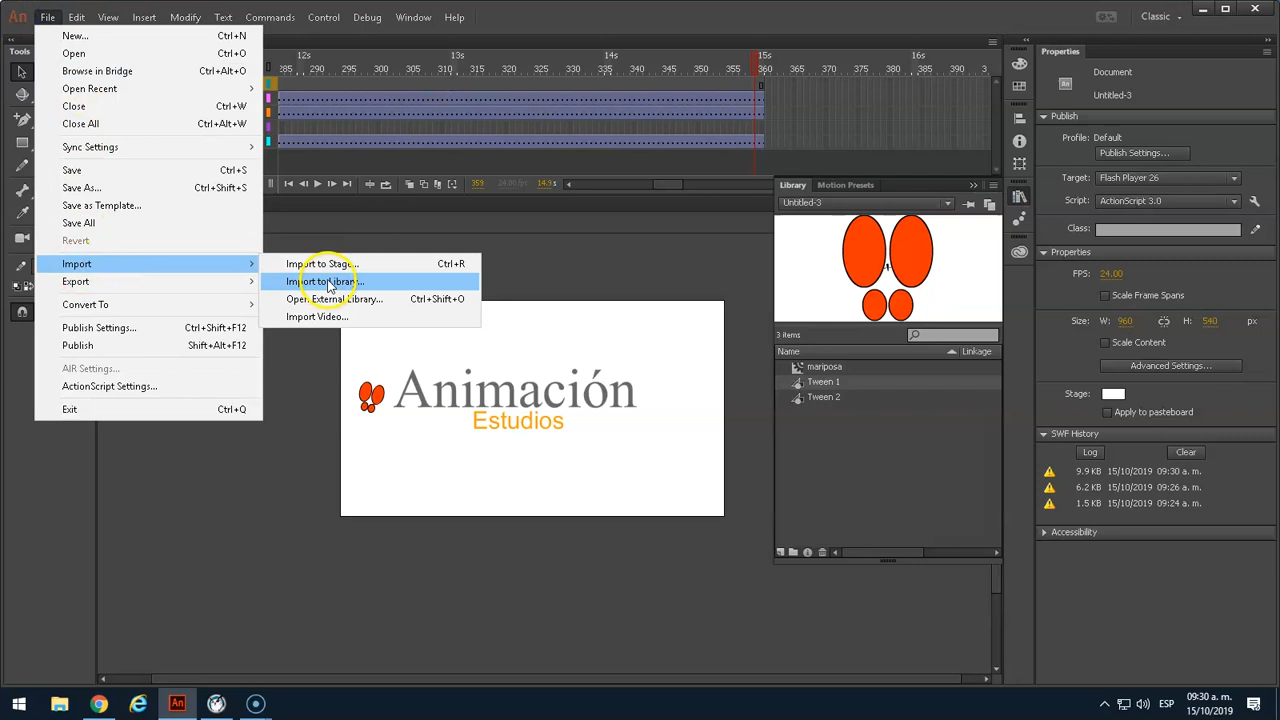 An File Edit View Insert Modify Text Commands Control Debug Window Help Classic
New... Ctrl+N
Open Ctrl+O
Browse in Bridge Ctrl+Alt+O
Open Recent
Close Ctrl+W
Close All Ctrl+Alt+W
Sync Settings
Save Ctrl+S
Save As... Ctrl+Shift+S
Save as Template...
Save All
Revert
Import
Export
Convert To
Publish Settings... Ctrl+Shift+F12
Publish Shift+Alt+F12
AIR Settings...
ActionScript Settings...
Exit Ctrl+Q
Import to Stage... Ctrl+R
Import to Library...
Open External Library... Ctrl+Shift+O
Import Video...
Tools
12s 13s 14s 15s 16s
285 290 295 300 305 310 315 320 325 330 335 340 345 350 355 360 365 370 375 380 385 390 3
359 24.00 fps 14.9s
Animación
Estudios
Library Motion Presets
Untitled-3
3 items
Name Linkage
mariposa
Tween 1
Tween 2
Properties
An Document
Untitled-3
Publish
Profile: Default
Publish Settings...
Target: Flash Player 26
Script: ActionScript 3.0
Class:
Properties
FPS: 24.00
Scale Frame Spans
Size: W: 960 H: 540 px
Scale Content
Advanced Settings...
Stage:
Apply to pasteboard
SWF History
Log Clear
9.9 KB 15/10/2019 09:30 a. m.
6.2 KB 15/10/2019 09:26 a. m.
1.5 KB 15/10/2019 09:24 a. m.
Accessibility
An
ESP
09:30 a. m.
15/10/2019